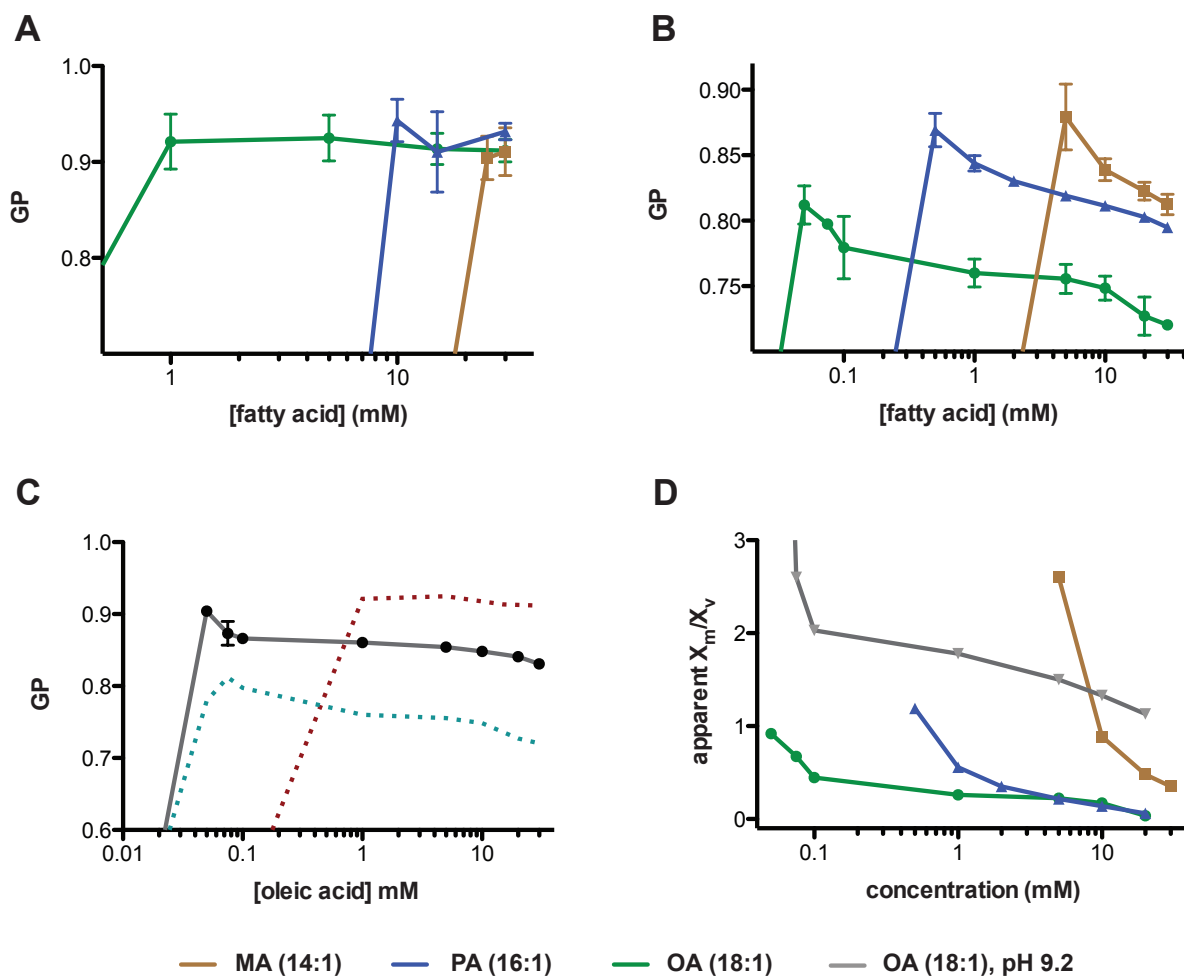 A
B
1.0
0.9
0.8
GP
1
10
[fatty acid] (mM)
0.90
0.85
0.80
0.75
GP
0.1
1
10
[fatty acid] (mM)
C
D
1.0
0.9
0.8
0.7
0.6
GP
0.01
0.1
1
10
[oleic acid] mM
3
2
1
0
apparent Xm/Xv
0.1
1
10
concentration (mM)
MA (14:1)
PA (16:1)
OA (18:1)
OA (18:1), pH 9.2